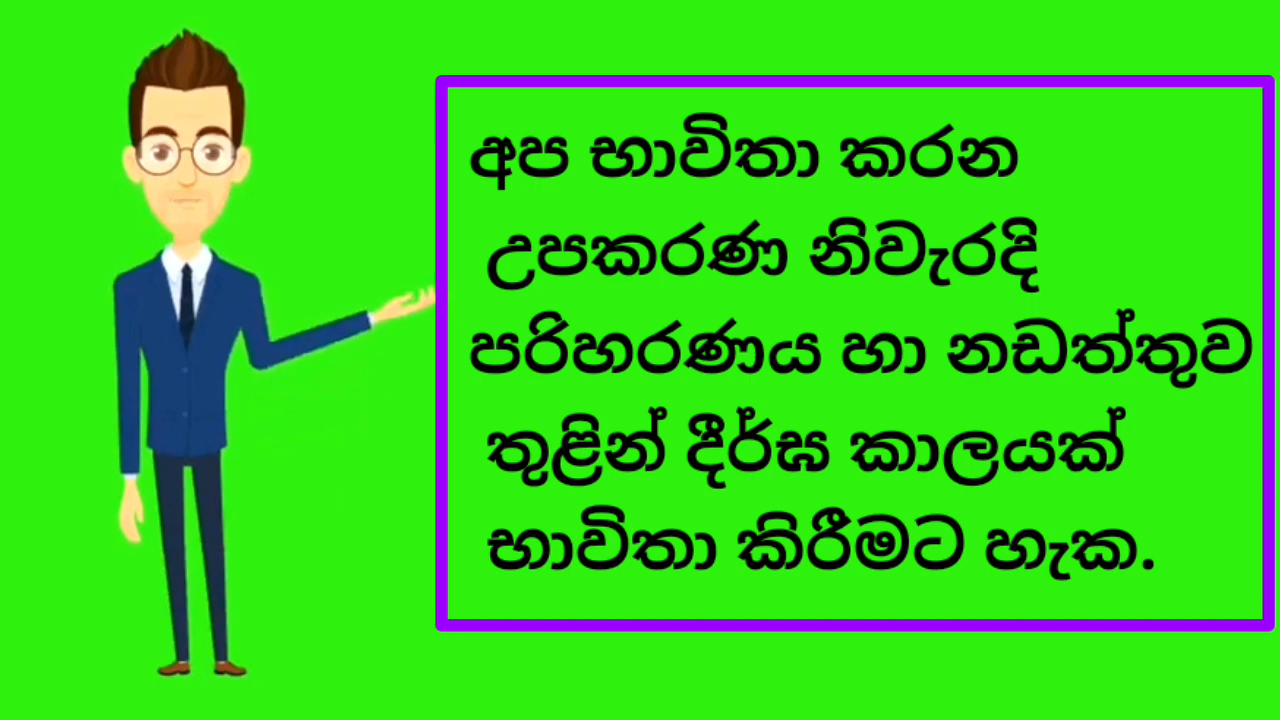 අප භාවිතා කරන
උපකරණ නිවැරදි
පරිහරණය හා නඩත්තුව
තුළින් දීර්ඝ කාලයක්
භාවිතා කිරීමට හැක.